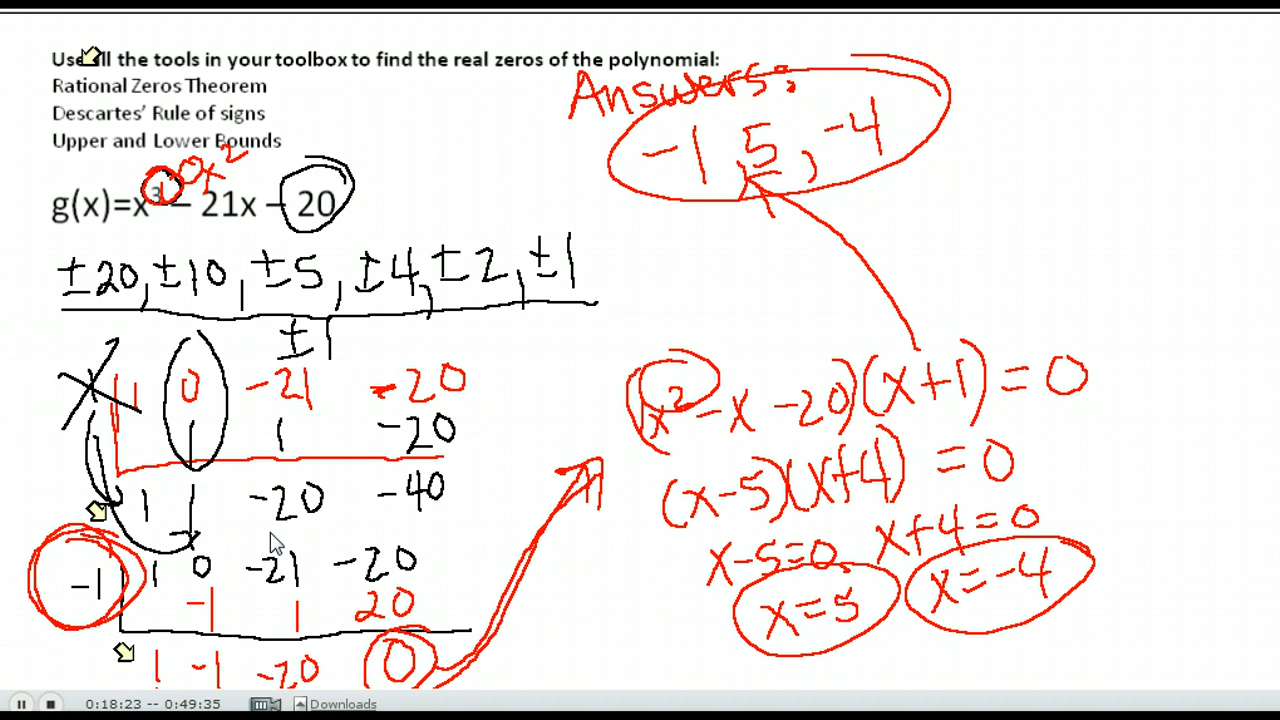 Use all the tools in your toolbox to find the real zeros of the polynomial:
Rational Zeros Theorem
Descartes' Rule of signs
Upper and Lower Bounds
Answers:
-1, 5, -4
0x²
g(x)=x³ – 21x – 20
±20, ±10, ±5, ±4, ±2, ±1
±1
1 0 -21 -20
1 1 -20
1 1 -20 -40
-1 1 0 -21 -20
-1 1 20
1 -1 -20 0
(x² - x - 20)(x+1) = 0
(x-5)(x+4) = 0
x-5=0 x+4=0
x=5 x=-4
0:18:23 -- 0:49:35 Downloads